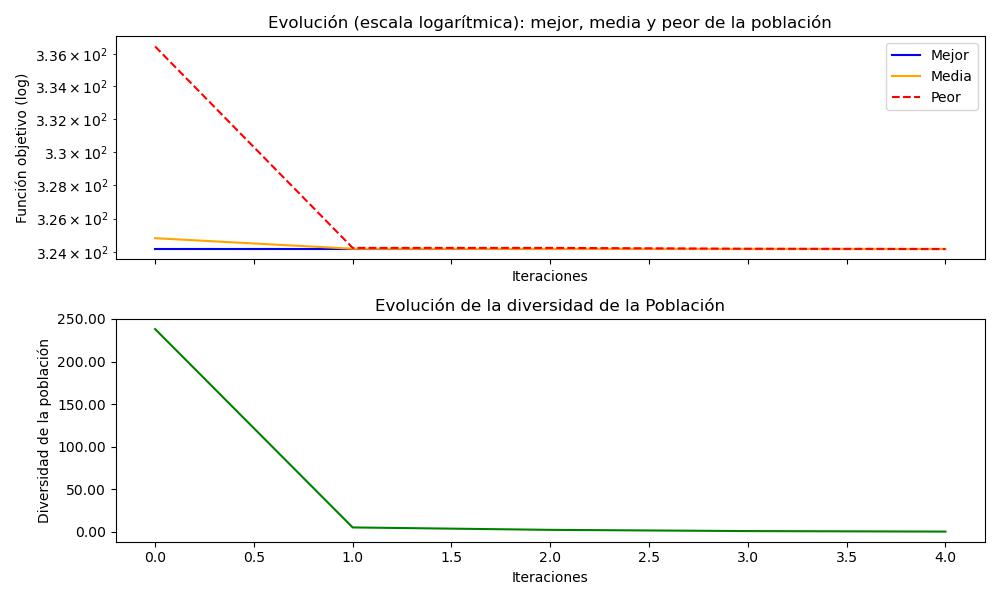 Evolución (escala logarítmica): mejor, media y peor de la población
Función objetivo (log)
3.36 × 10²
3.34 × 10²
3.32 × 10²
3.3 × 10²
3.28 × 10²
3.26 × 10²
3.24 × 10²
Mejor
Media
Peor
Iteraciones
Evolución de la diversidad de la Población
Diversidad de la población
250.00
200.00
150.00
100.00
50.00
0.00
0.0 0.5 1.0 1.5 2.0 2.5 3.0 3.5 4.0
Iteraciones